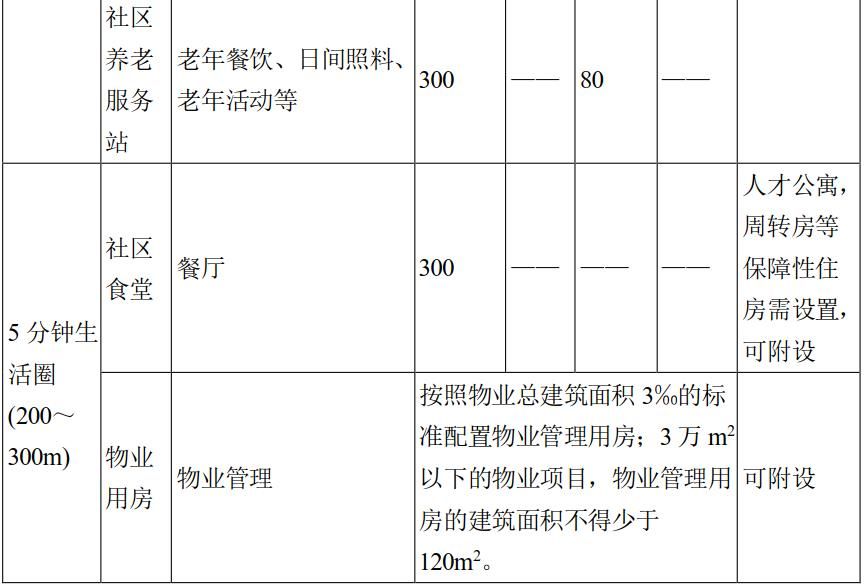 社区
养老
服务
站
老年餐饮、日间照料、
老年活动等
300
——
80
——
5 分钟生
活圈
(200～
300m)
社区
食堂
餐厅
300
——
——
——
人才公寓，
周转房等
保障性住
房需设置，
可附设
物业
用房
物业管理
按照物业总建筑面积 3‰的标
准配置物业管理用房；3 万 m²
以下的物业项目，物业管理用
房的建筑面积不得少于
120m²。
可附设